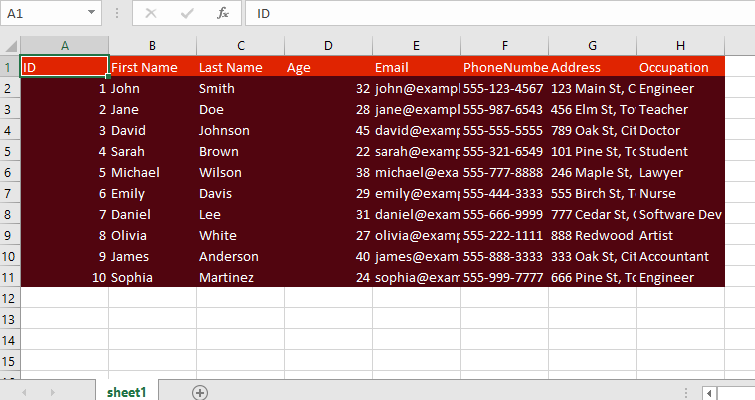 A1 fx ID
A B C D E F G H
1 ID First Name Last Name Age Email PhoneNumbe Address Occupation
2 1 John Smith 32 john@exampl 555-123-4567 123 Main St, C Engineer
3 2 Jane Doe 28 jane@exampl 555-987-6543 456 Elm St, To Teacher
4 3 David Johnson 45 david@examp 555-555-5555 789 Oak St, Cit Doctor
5 4 Sarah Brown 22 sarah@examp 555-321-6549 101 Pine St, To Student
6 5 Michael Wilson 38 michael@exa 555-777-8888 246 Maple St, Lawyer
7 6 Emily Davis 29 emily@examp 555-444-3333 555 Birch St, T Nurse
8 7 Daniel Lee 31 daniel@exam 555-666-9999 777 Cedar St, Software Dev
9 8 Olivia White 27 olivia@examp 555-222-1111 888 Redwood Artist
10 9 James Anderson 40 james@exam 555-888-3333 333 Oak St, Cit Accountant
11 10 Sophia Martinez 24 sophia@exam 555-999-7777 666 Pine St, To Engineer
12
13
14
15
sheet1